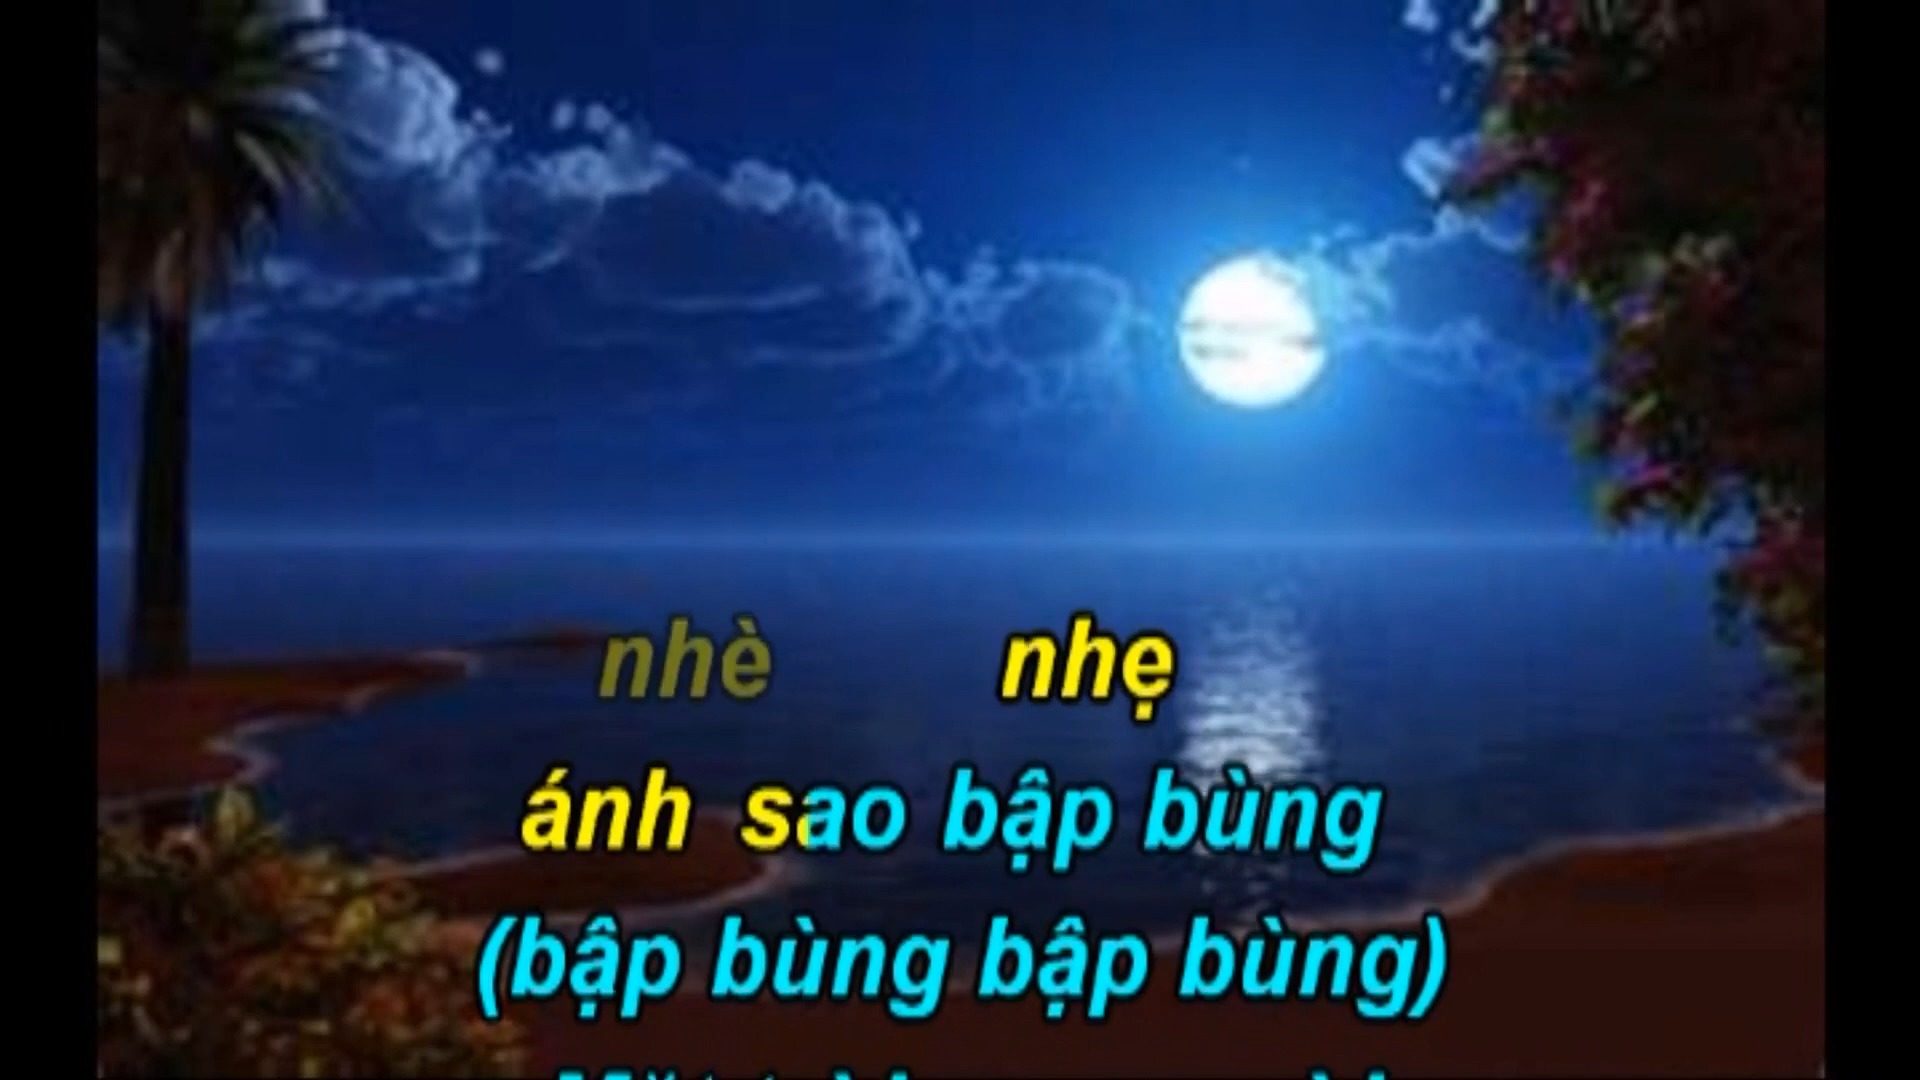 nhè nhẹ
ánh sao bập bùng
(bập bùng bập bùng)